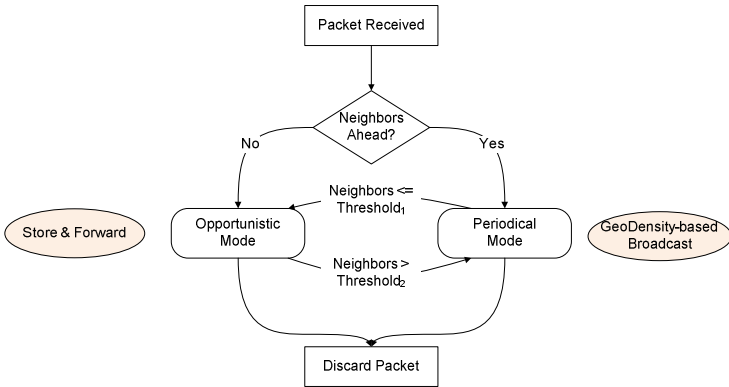 Packet Received
Neighbors
Ahead?
No
Yes
Neighbors <=
Threshold1
Store & Forward
Opportunistic
Mode
Periodical
Mode
GeoDensity-based
Broadcast
Neighbors >
Threshold2
Discard Packet